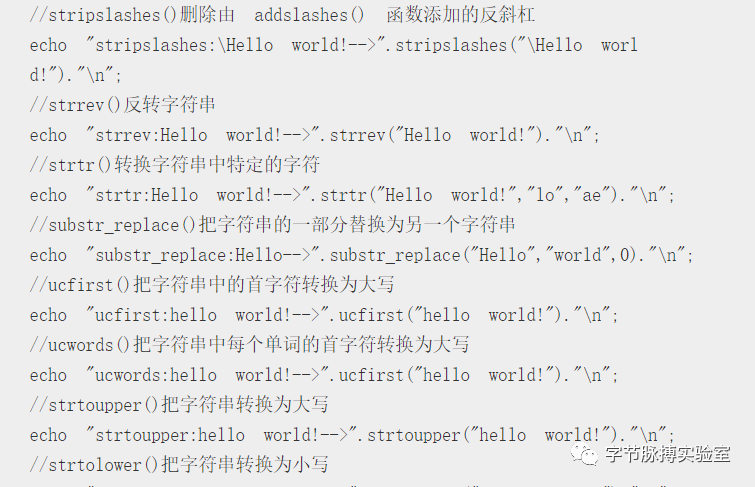 //stripslashes()删除由  addslashes()  函数添加的反斜杠
echo  "stripslashes:\Hello  world!-->".stripslashes("\Hello  worl
d!")."\n";
//strrev()反转字符串
echo  "strrev:Hello  world!-->".strrev("Hello  world!")."\n";
//strtr()转换字符串中特定的字符
echo  "strtr:Hello  world!-->".strtr("Hello  world!","lo","ae")."\n";
//substr_replace()把字符串的一部分替换为另一个字符串
echo  "substr_replace:Hello-->".substr_replace("Hello","world",0)."\n";
//ucfirst()把字符串中的首字符转换为大写
echo  "ucfirst:hello  world!-->".ucfirst("hello  world!")."\n";
//ucwords()把字符串中每个单词的首字符转换为大写
echo  "ucwords:hello  world!-->".ucfirst("hello  world!")."\n";
//strtoupper()把字符串转换为大写
echo  "strtoupper:hello  world!-->".strtoupper("hello  world!")."\n";
字节脉搏实验室
//strtolower()把字符串转换为小写